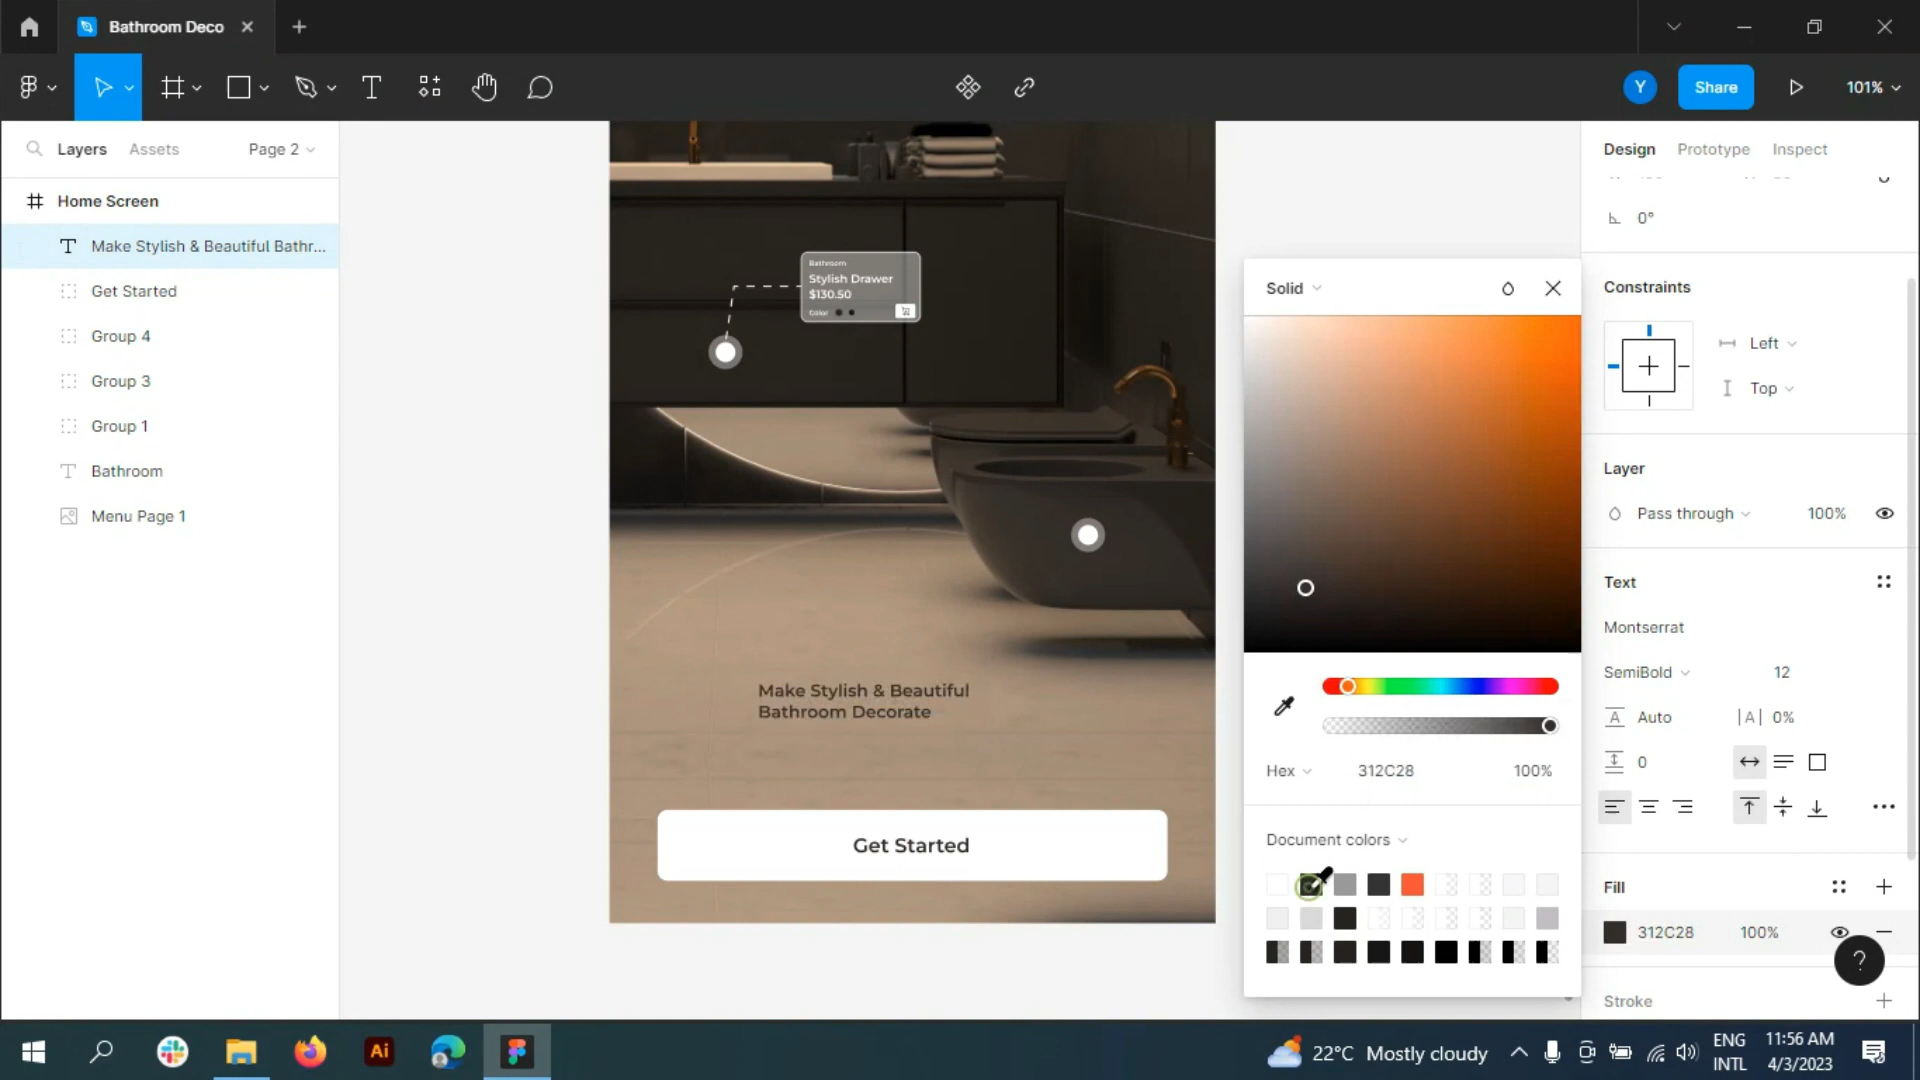 Bathroom Deco
Y
Share
101%
Layers
Assets
Page 2
Home Screen
Make Stylish & Beautiful Bathr...
Get Started
Group 4
Group 3
Group 1
Bathroom
Menu Page 1
Bathroom
Stylish Drawer
$130.50
Color
Make Stylish & Beautiful
Bathroom Decorate
Get Started
Solid
Hex
312C28
100%
Document colors
Design
Prototype
Inspect
0°
Constraints
Left
Top
Layer
Pass through
100%
Text
Montserrat
SemiBold
12
Auto
0%
0
Fill
312C28
100%
?
Stroke
Ai
22°C Mostly cloudy
ENG
INTL
11:56 AM
4/3/2023